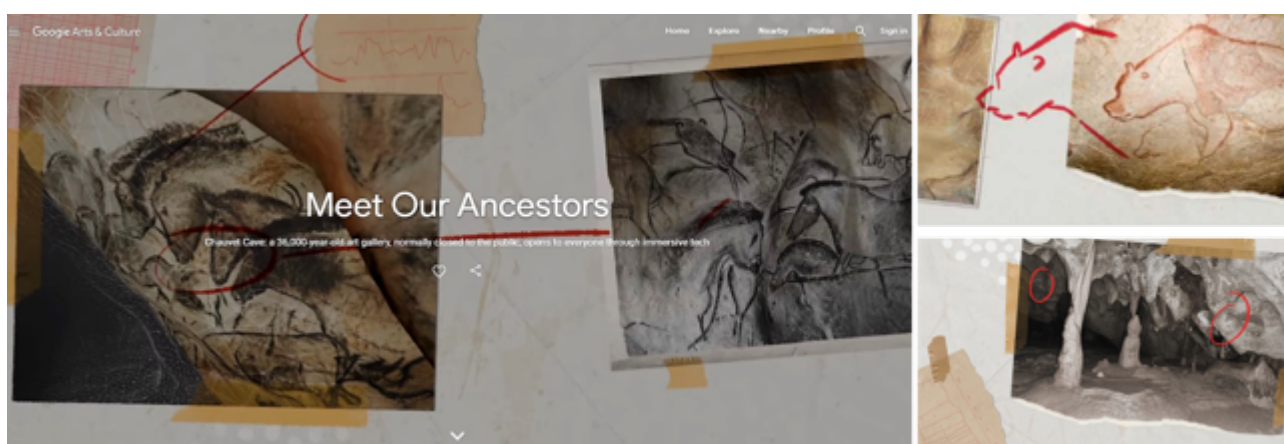 Google Arts & Culture
Home Explore Nearby Profile Sign in
Meet Our Ancestors
Chauvet Cave: a 36,000-year-old art gallery, normally closed to the public, opens to everyone through immersive tech